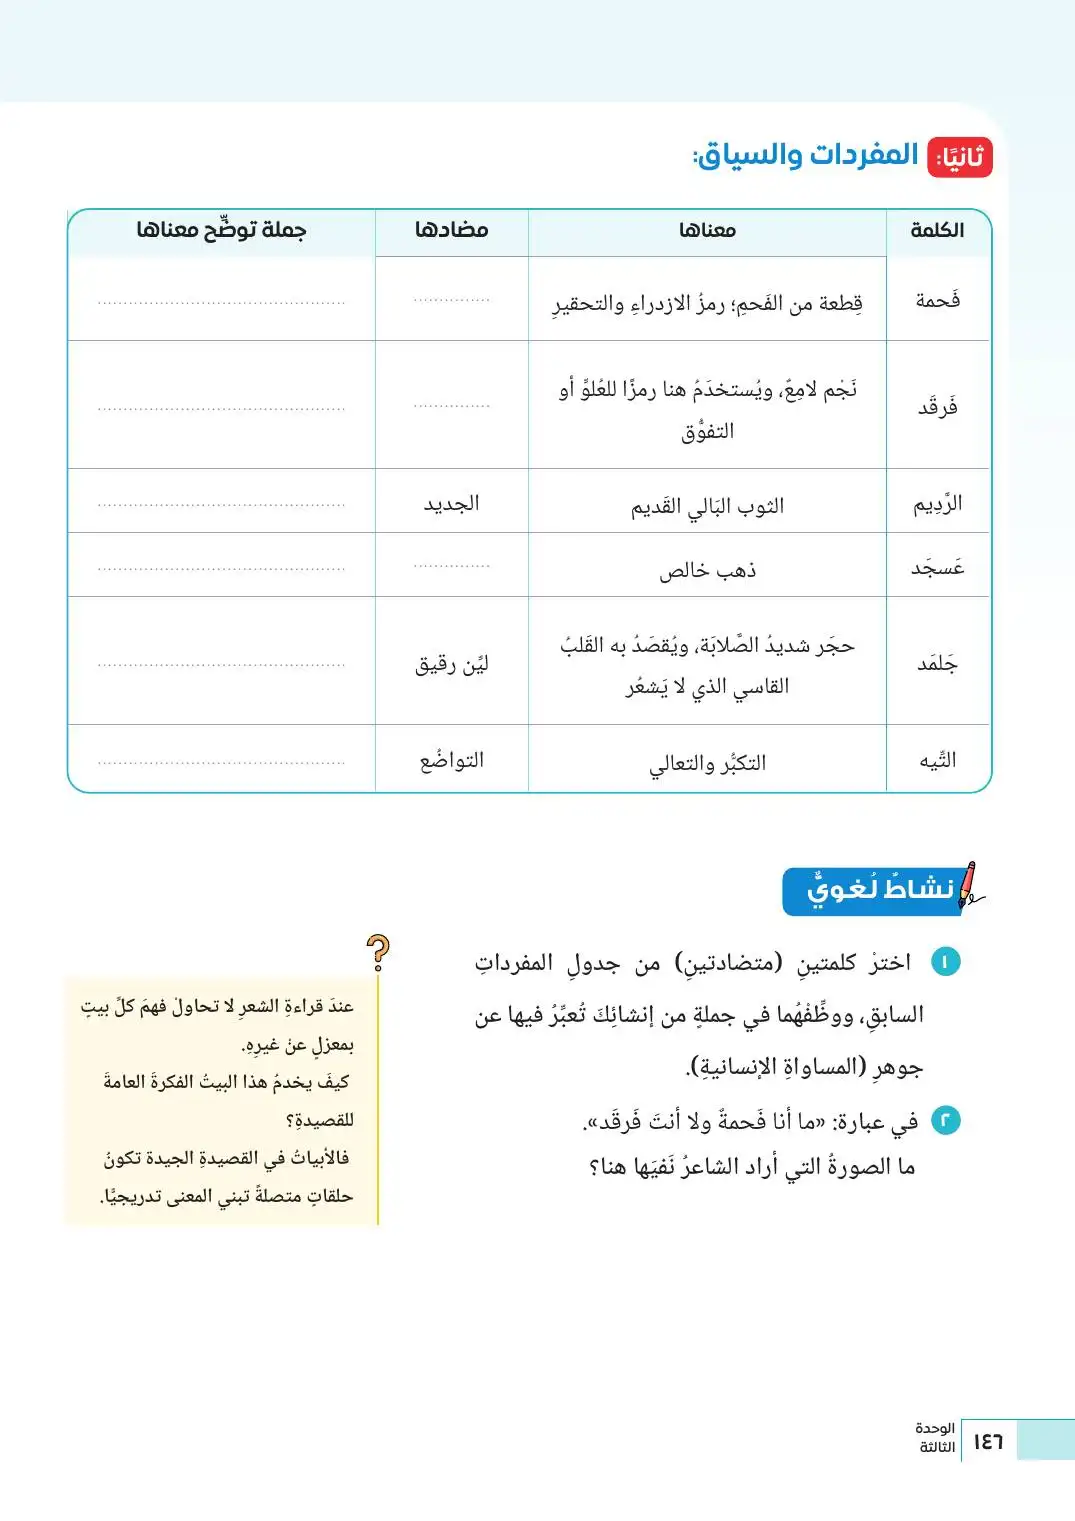 ثانيًا: المفردات والسياق:
الكلمة معناها مضادها جملة توضِّح معناها
فَحمة قِطعة من الفَحمِ؛ رمزُ الازدراءِ والتحقيرِ ............... ...........................................
فَرقَد نَجْم لامِعٌ، ويُستخدَمُ هنا رمزًا للعُلوِّ أو
التفوُّق ............... ...........................................
الرَّدِيم الثوب البَالي القَديم الجديد ...........................................
عَسجَد ذهب خالص ............... ...........................................
جَلمَد حجَر شديدُ الصَّلابَة، ويُقصَدُ به القَلبُ
القاسي الذي لا يَشعُر ليِّن رقيق ...........................................
التِّيه التكبُّر والتعالي التواضُع ...........................................
نشاطٌ لُغويٌّ
١ اخترْ كلمتينِ (متضادتينِ) من جدولِ المفرداتِ
السابقِ، ووظِّفْهُما في جملةٍ من إنشائِكَ تُعبِّرُ فيها عن
جوهرِ (المساواةِ الإنسانيةِ).
٢ في عبارة: «ما أنا فَحمةٌ ولا أنتَ فَرقَد».
ما الصورةُ التي أراد الشاعرُ نَفيَها هنا؟
?
عندَ قراءةِ الشعرِ لا تحاولْ فهمَ كلِّ بيتٍ
بمعزلٍ عنْ غيرِهِ.
كيفَ يخدمُ هذا البيتُ الفكرةَ العامةَ
للقصيدةِ؟
فالأبياتُ في القصيدةِ الجيدة تكونُ
حلقاتٍ متصلةً تبني المعنى تدريجيًّا.
١٤٦ الوحدة
الثالثة